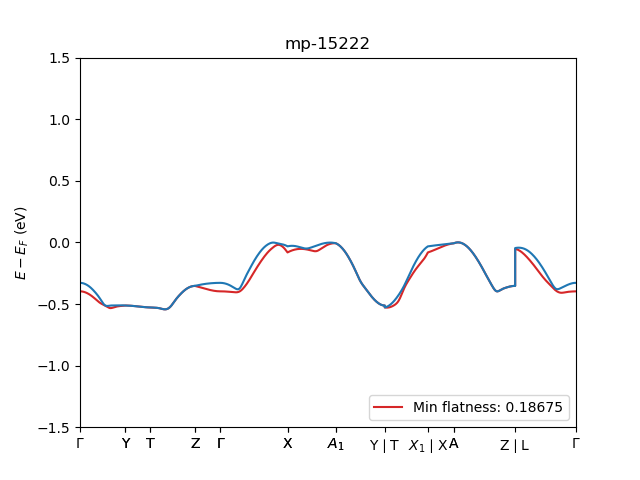 mp-15222
E − E_F (eV)
1.5
1.0
0.5
0.0
−0.5
−1.0
−1.5
Min flatness: 0.18675
Γ Y T Z Γ X A₁ Y | T X₁ | X A Z | L Γ